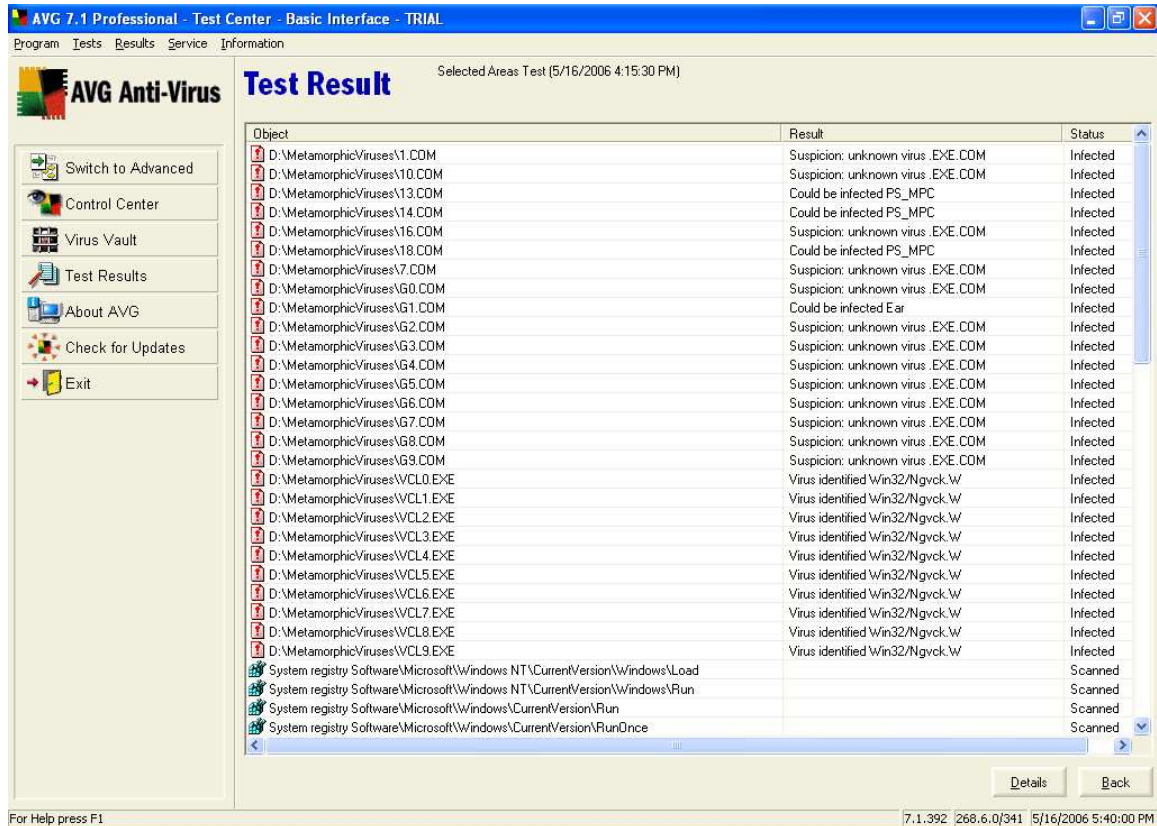 AVG 7.1 Professional - Test Center - Basic Interface - TRIAL
Program Tests Results Service Information
AVG Anti-Virus
Test Result
Selected Areas Test (5/16/2006 4:15:30 PM)
Switch to Advanced
Control Center
Virus Vault
Test Results
About AVG
Check for Updates
Exit
Object Result Status
D:\MetamorphicViruses\1.COM Suspicion: unknown virus .EXE.COM Infected
D:\MetamorphicViruses\10.COM Suspicion: unknown virus .EXE.COM Infected
D:\MetamorphicViruses\13.COM Could be infected PS_MPC Infected
D:\MetamorphicViruses\14.COM Could be infected PS_MPC Infected
D:\MetamorphicViruses\16.COM Suspicion: unknown virus .EXE.COM Infected
D:\MetamorphicViruses\18.COM Could be infected PS_MPC Infected
D:\MetamorphicViruses\7.COM Suspicion: unknown virus .EXE.COM Infected
D:\MetamorphicViruses\G0.COM Suspicion: unknown virus .EXE.COM Infected
D:\MetamorphicViruses\G1.COM Could be infected Ear Infected
D:\MetamorphicViruses\G2.COM Suspicion: unknown virus .EXE.COM Infected
D:\MetamorphicViruses\G3.COM Suspicion: unknown virus .EXE.COM Infected
D:\MetamorphicViruses\G4.COM Suspicion: unknown virus .EXE.COM Infected
D:\MetamorphicViruses\G5.COM Suspicion: unknown virus .EXE.COM Infected
D:\MetamorphicViruses\G6.COM Suspicion: unknown virus .EXE.COM Infected
D:\MetamorphicViruses\G7.COM Suspicion: unknown virus .EXE.COM Infected
D:\MetamorphicViruses\G8.COM Suspicion: unknown virus .EXE.COM Infected
D:\MetamorphicViruses\G9.COM Suspicion: unknown virus .EXE.COM Infected
D:\MetamorphicViruses\VCL0.EXE Virus identified Win32/Ngvck.W Infected
D:\MetamorphicViruses\VCL1.EXE Virus identified Win32/Ngvck.W Infected
D:\MetamorphicViruses\VCL2.EXE Virus identified Win32/Ngvck.W Infected
D:\MetamorphicViruses\VCL3.EXE Virus identified Win32/Ngvck.W Infected
D:\MetamorphicViruses\VCL4.EXE Virus identified Win32/Ngvck.W Infected
D:\MetamorphicViruses\VCL5.EXE Virus identified Win32/Ngvck.W Infected
D:\MetamorphicViruses\VCL6.EXE Virus identified Win32/Ngvck.W Infected
D:\MetamorphicViruses\VCL7.EXE Virus identified Win32/Ngvck.W Infected
D:\MetamorphicViruses\VCL8.EXE Virus identified Win32/Ngvck.W Infected
D:\MetamorphicViruses\VCL9.EXE Virus identified Win32/Ngvck.W Infected
System registry Software\Microsoft\Windows NT\CurrentVersion\Windows\Load Scanned
System registry Software\Microsoft\Windows NT\CurrentVersion\Windows\Run Scanned
System registry Software\Microsoft\Windows\CurrentVersion\Run Scanned
System registry Software\Microsoft\Windows\CurrentVersion\RunOnce Scanned
Details Back
For Help press F1 7.1.392 268.6.0/341 5/16/2006 5:40:00 PM